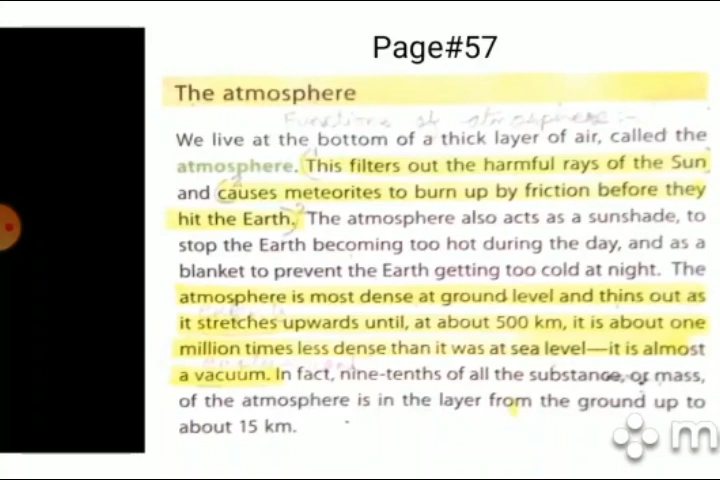 Page#57
The atmosphere
Functions of atmosphere:-
We live at the bottom of a thick layer of air, called the
atmosphere. This filters out the harmful rays of the Sun
and causes meteorites to burn up by friction before they
hit the Earth. The atmosphere also acts as a sunshade, to
stop the Earth becoming too hot during the day, and as a
blanket to prevent the Earth getting too cold at night. The
atmosphere is most dense at ground level and thins out as
it stretches upwards until, at about 500 km, it is about one
million times less dense than it was at sea level—it is almost
a vacuum. In fact, nine-tenths of all the substance, or mass,
of the atmosphere is in the layer from the ground up to
about 15 km.